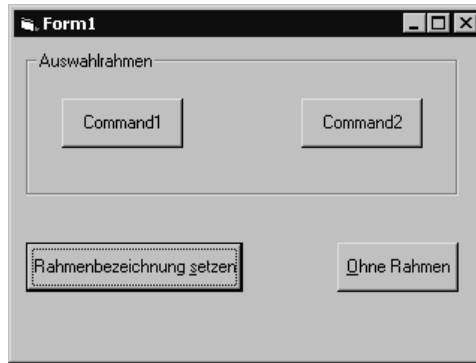 Form1
Auswahlrahmen
Command1 Command2
Rahmenbezeichnung setzen Ohne Rahmen